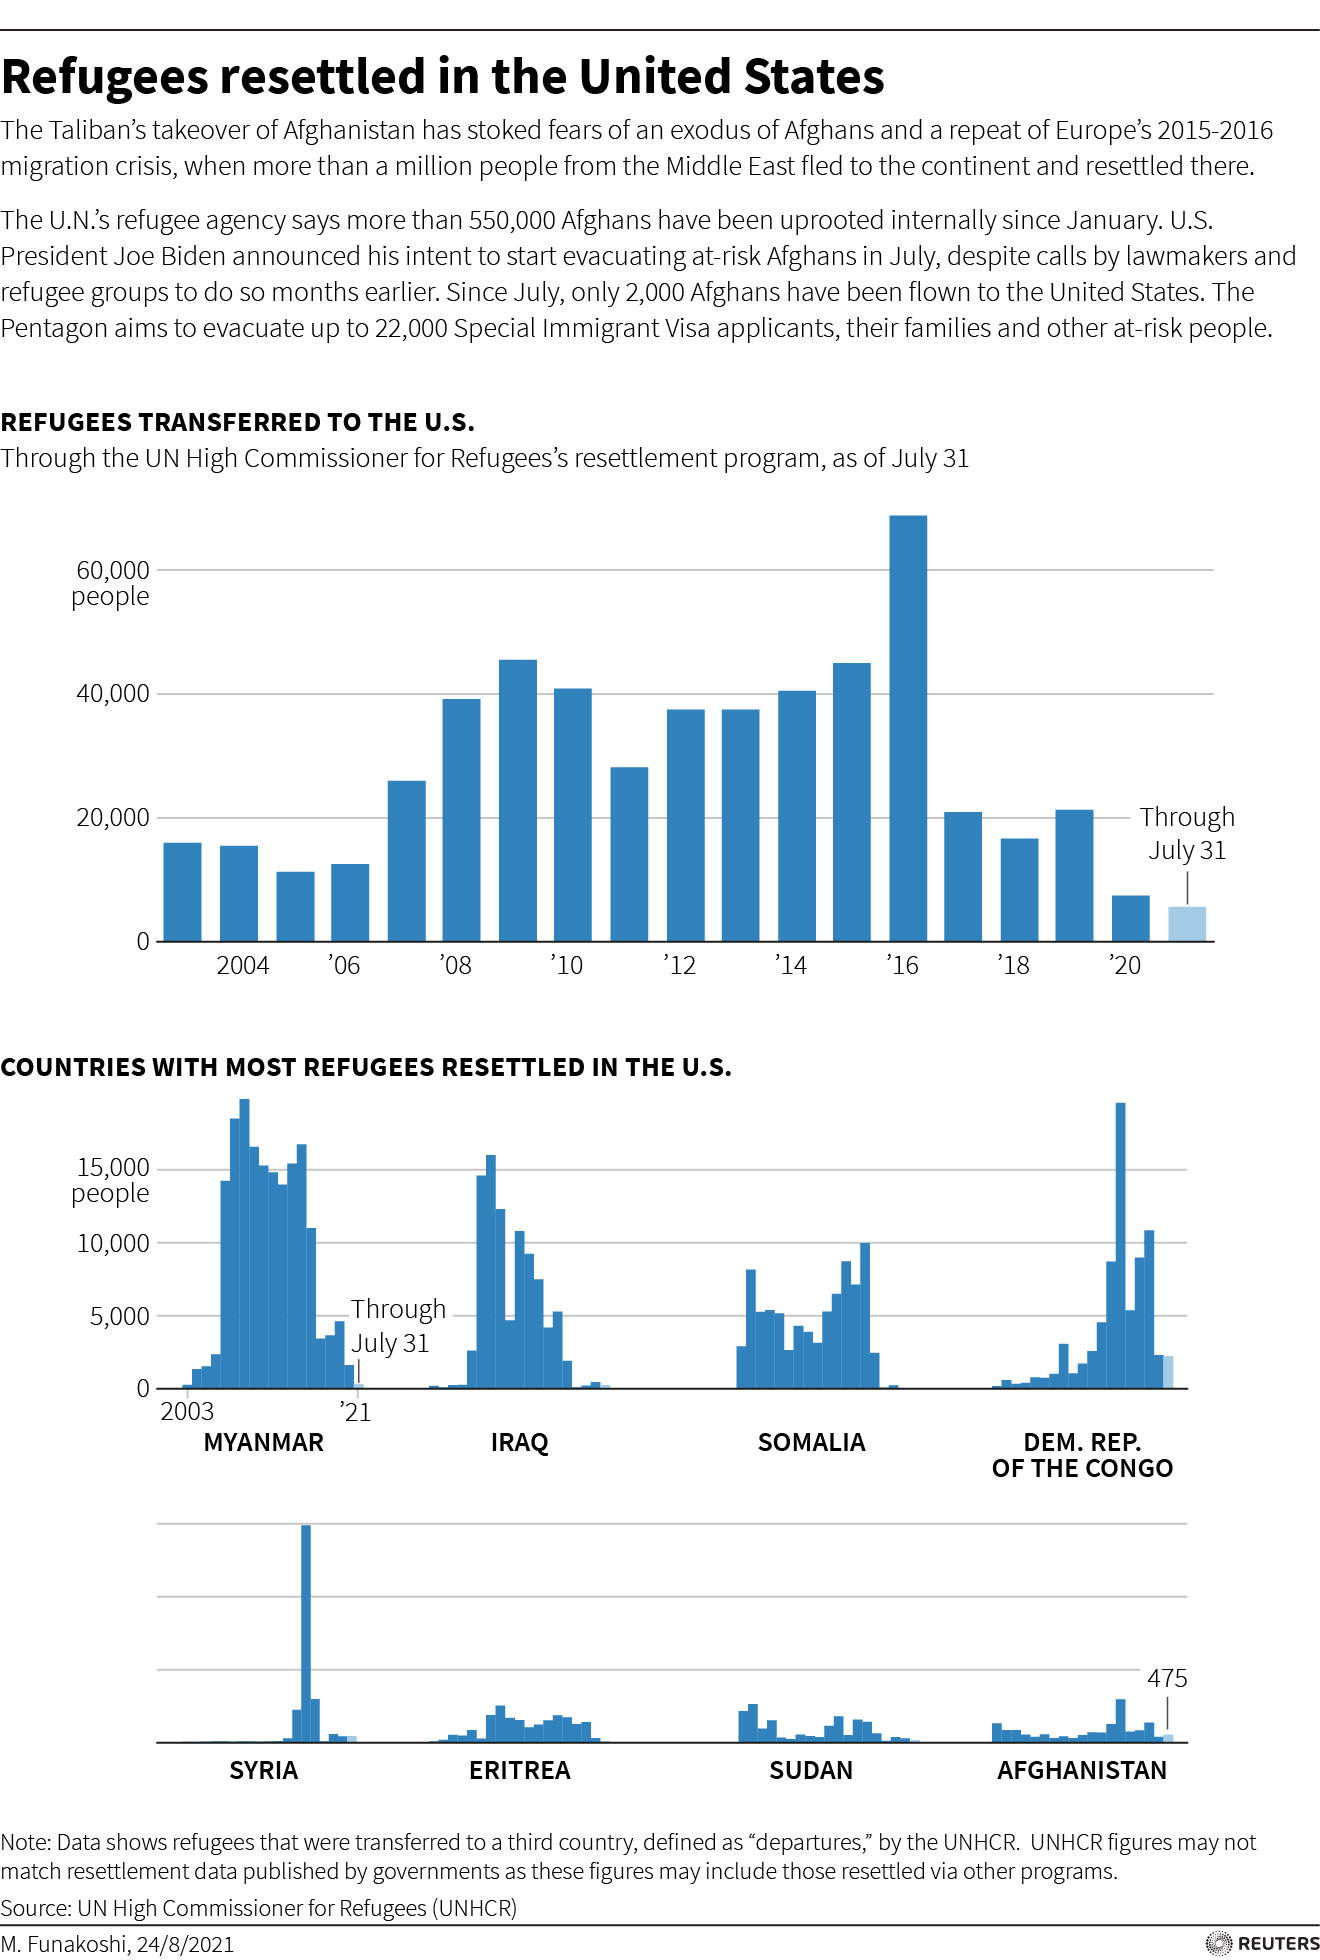 Refugees resettled in the United States
The Taliban’s takeover of Afghanistan has stoked fears of an exodus of Afghans and a repeat of Europe’s 2015-2016
migration crisis, when more than a million people from the Middle East fled to the continent and resettled there.
The U.N.’s refugee agency says more than 550,000 Afghans have been uprooted internally since January. U.S.
President Joe Biden announced his intent to start evacuating at-risk Afghans in July, despite calls by lawmakers and
refugee groups to do so months earlier. Since July, only 2,000 Afghans have been flown to the United States. The
Pentagon aims to evacuate up to 22,000 Special Immigrant Visa applicants, their families and other at-risk people.
REFUGEES TRANSFERRED TO THE U.S.
Through the UN High Commissioner for Refugees’s resettlement program, as of July 31
60,000
people
40,000
20,000
Through
July 31
0
2004 ’06 ’08 ’10 ’12 ’14 ’16 ’18 ’20
COUNTRIES WITH MOST REFUGEES RESETTLED IN THE U.S.
15,000
people
10,000
5,000
Through
July 31
0
2003 ’21
MYANMAR IRAQ SOMALIA DEM. REP.
OF THE CONGO
475
SYRIA ERITREA SUDAN AFGHANISTAN
Note: Data shows refugees that were transferred to a third country, defined as “departures,” by the UNHCR.  UNHCR figures may not
match resettlement data published by governments as these figures may include those resettled via other programs.
Source: UN High Commissioner for Refugees (UNHCR)
M. Funakoshi, 24/8/2021
REUTERS